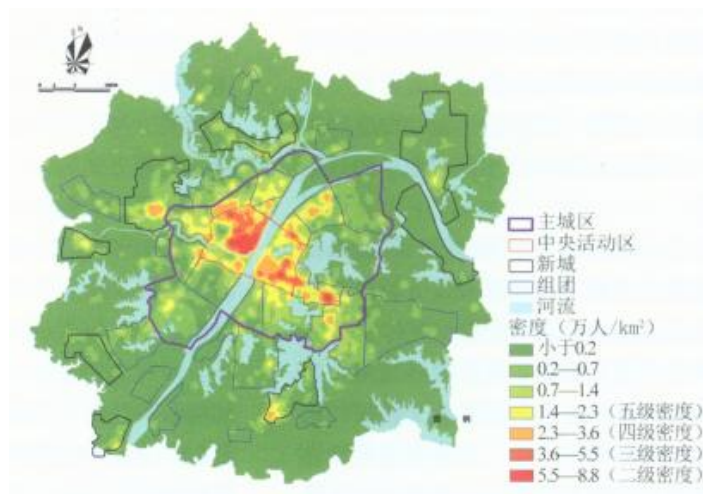 主城区
中央活动区
新城
组团
河流
密度（万人/km²）
小于0.2
0.2—0.7
0.7—1.4
1.4—2.3（五级密度）
2.3—3.6（四级密度）
3.6—5.5（三级密度）
5.5—8.8（二级密度）